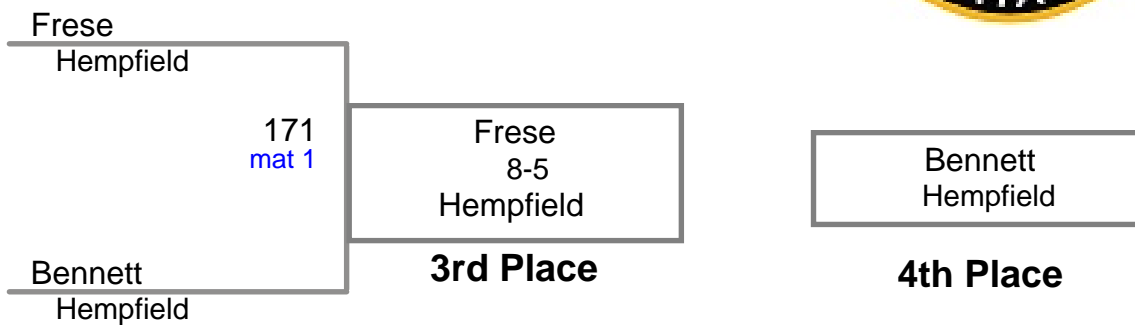 Frese
Hempfield
171
mat 1
Frese
8-5
Hempfield
3rd Place
Bennett
Hempfield
4th Place
Bennett
Hempfield